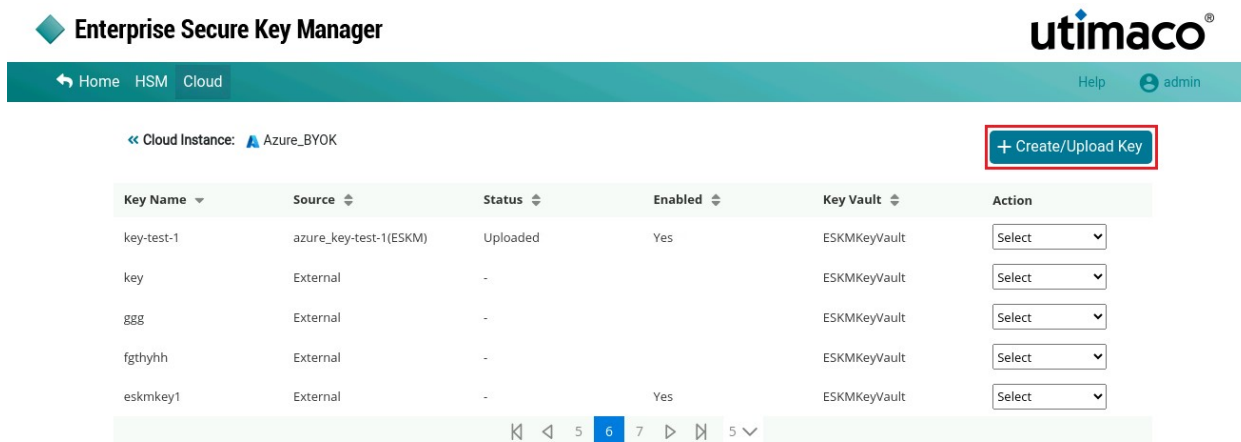 Enterprise Secure Key Manager
utimaco®
Home HSM Cloud Help admin
« Cloud Instance: Azure_BYOK + Create/Upload Key
Key Name Source Status Enabled Key Vault Action
key-test-1 azure_key-test-1(ESKM) Uploaded Yes ESKMKeyVault Select
key External - ESKMKeyVault Select
ggg External - ESKMKeyVault Select
fgthyhh External - ESKMKeyVault Select
eskmkey1 External - Yes ESKMKeyVault Select
5 6 7 5